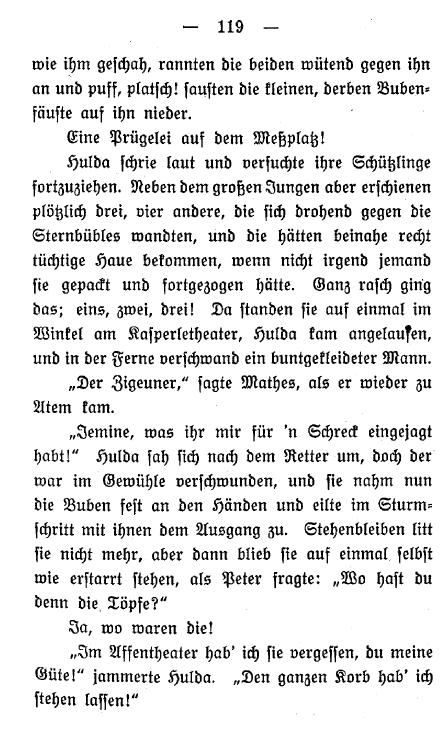 — 119 —
wie ihm geschah, rannten die beiden wütend gegen ihn
an und puff, platsch! sausten die kleinen, derben Buben-
fäuste auf ihn nieder.
Eine Prügelei auf dem Meßplatz!
Hulda schrie laut und versuchte ihre Schützlinge
fortzuziehen. Neben dem großen Jungen aber erschienen
plötzlich drei, vier andere, die sich drohend gegen die
Sternbübles wandten, und die hätten beinahe recht
tüchtige Haue bekommen, wenn nicht irgend jemand
sie gepackt und fortgezogen hätte. Ganz rasch ging
das; eins, zwei, drei! Da standen sie auf einmal im
Winkel am Kasperletheater, Hulda kam angelaufen,
und in der Ferne verschwand ein buntgekleideter Mann.
„Der Zigeuner,“ sagte Mathes, als er wieder zu
Atem kam.
„Jemine, was ihr mir für 'n Schreck eingejagt
habt!“ Hulda sah sich nach dem Retter um, doch der
war im Gewühle verschwunden, und sie nahm nun
die Buben fest an den Händen und eilte im Sturm-
schritt mit ihnen dem Ausgang zu. Stehenbleiben litt
sie nicht mehr, aber dann blieb sie auf einmal selbst
wie erstarrt stehen, als Peter fragte: „Wo hast du
denn die Töpfe?“
Ja, wo waren die!
„Im Affentheater hab' ich sie vergessen, du meine
Güte!“ jammerte Hulda. „Den ganzen Korb hab' ich
stehen lassen!“